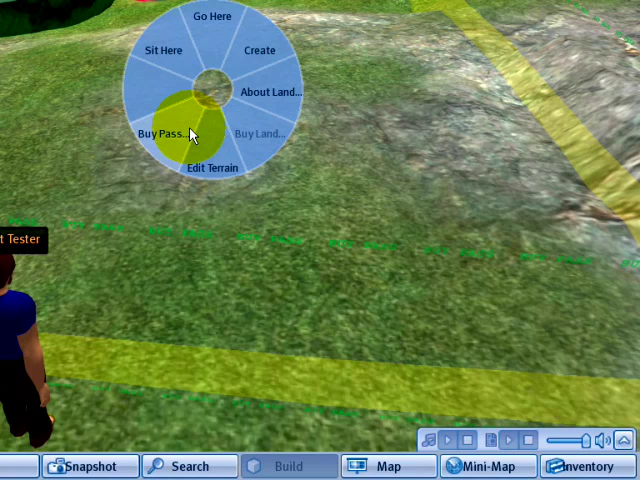 Go Here
Sit Here
Create
About Land...
Buy Pass...
Buy Land...
Edit Terrain
t Tester
Snapshot
Search
Build
Map
Mini-Map
Inventory